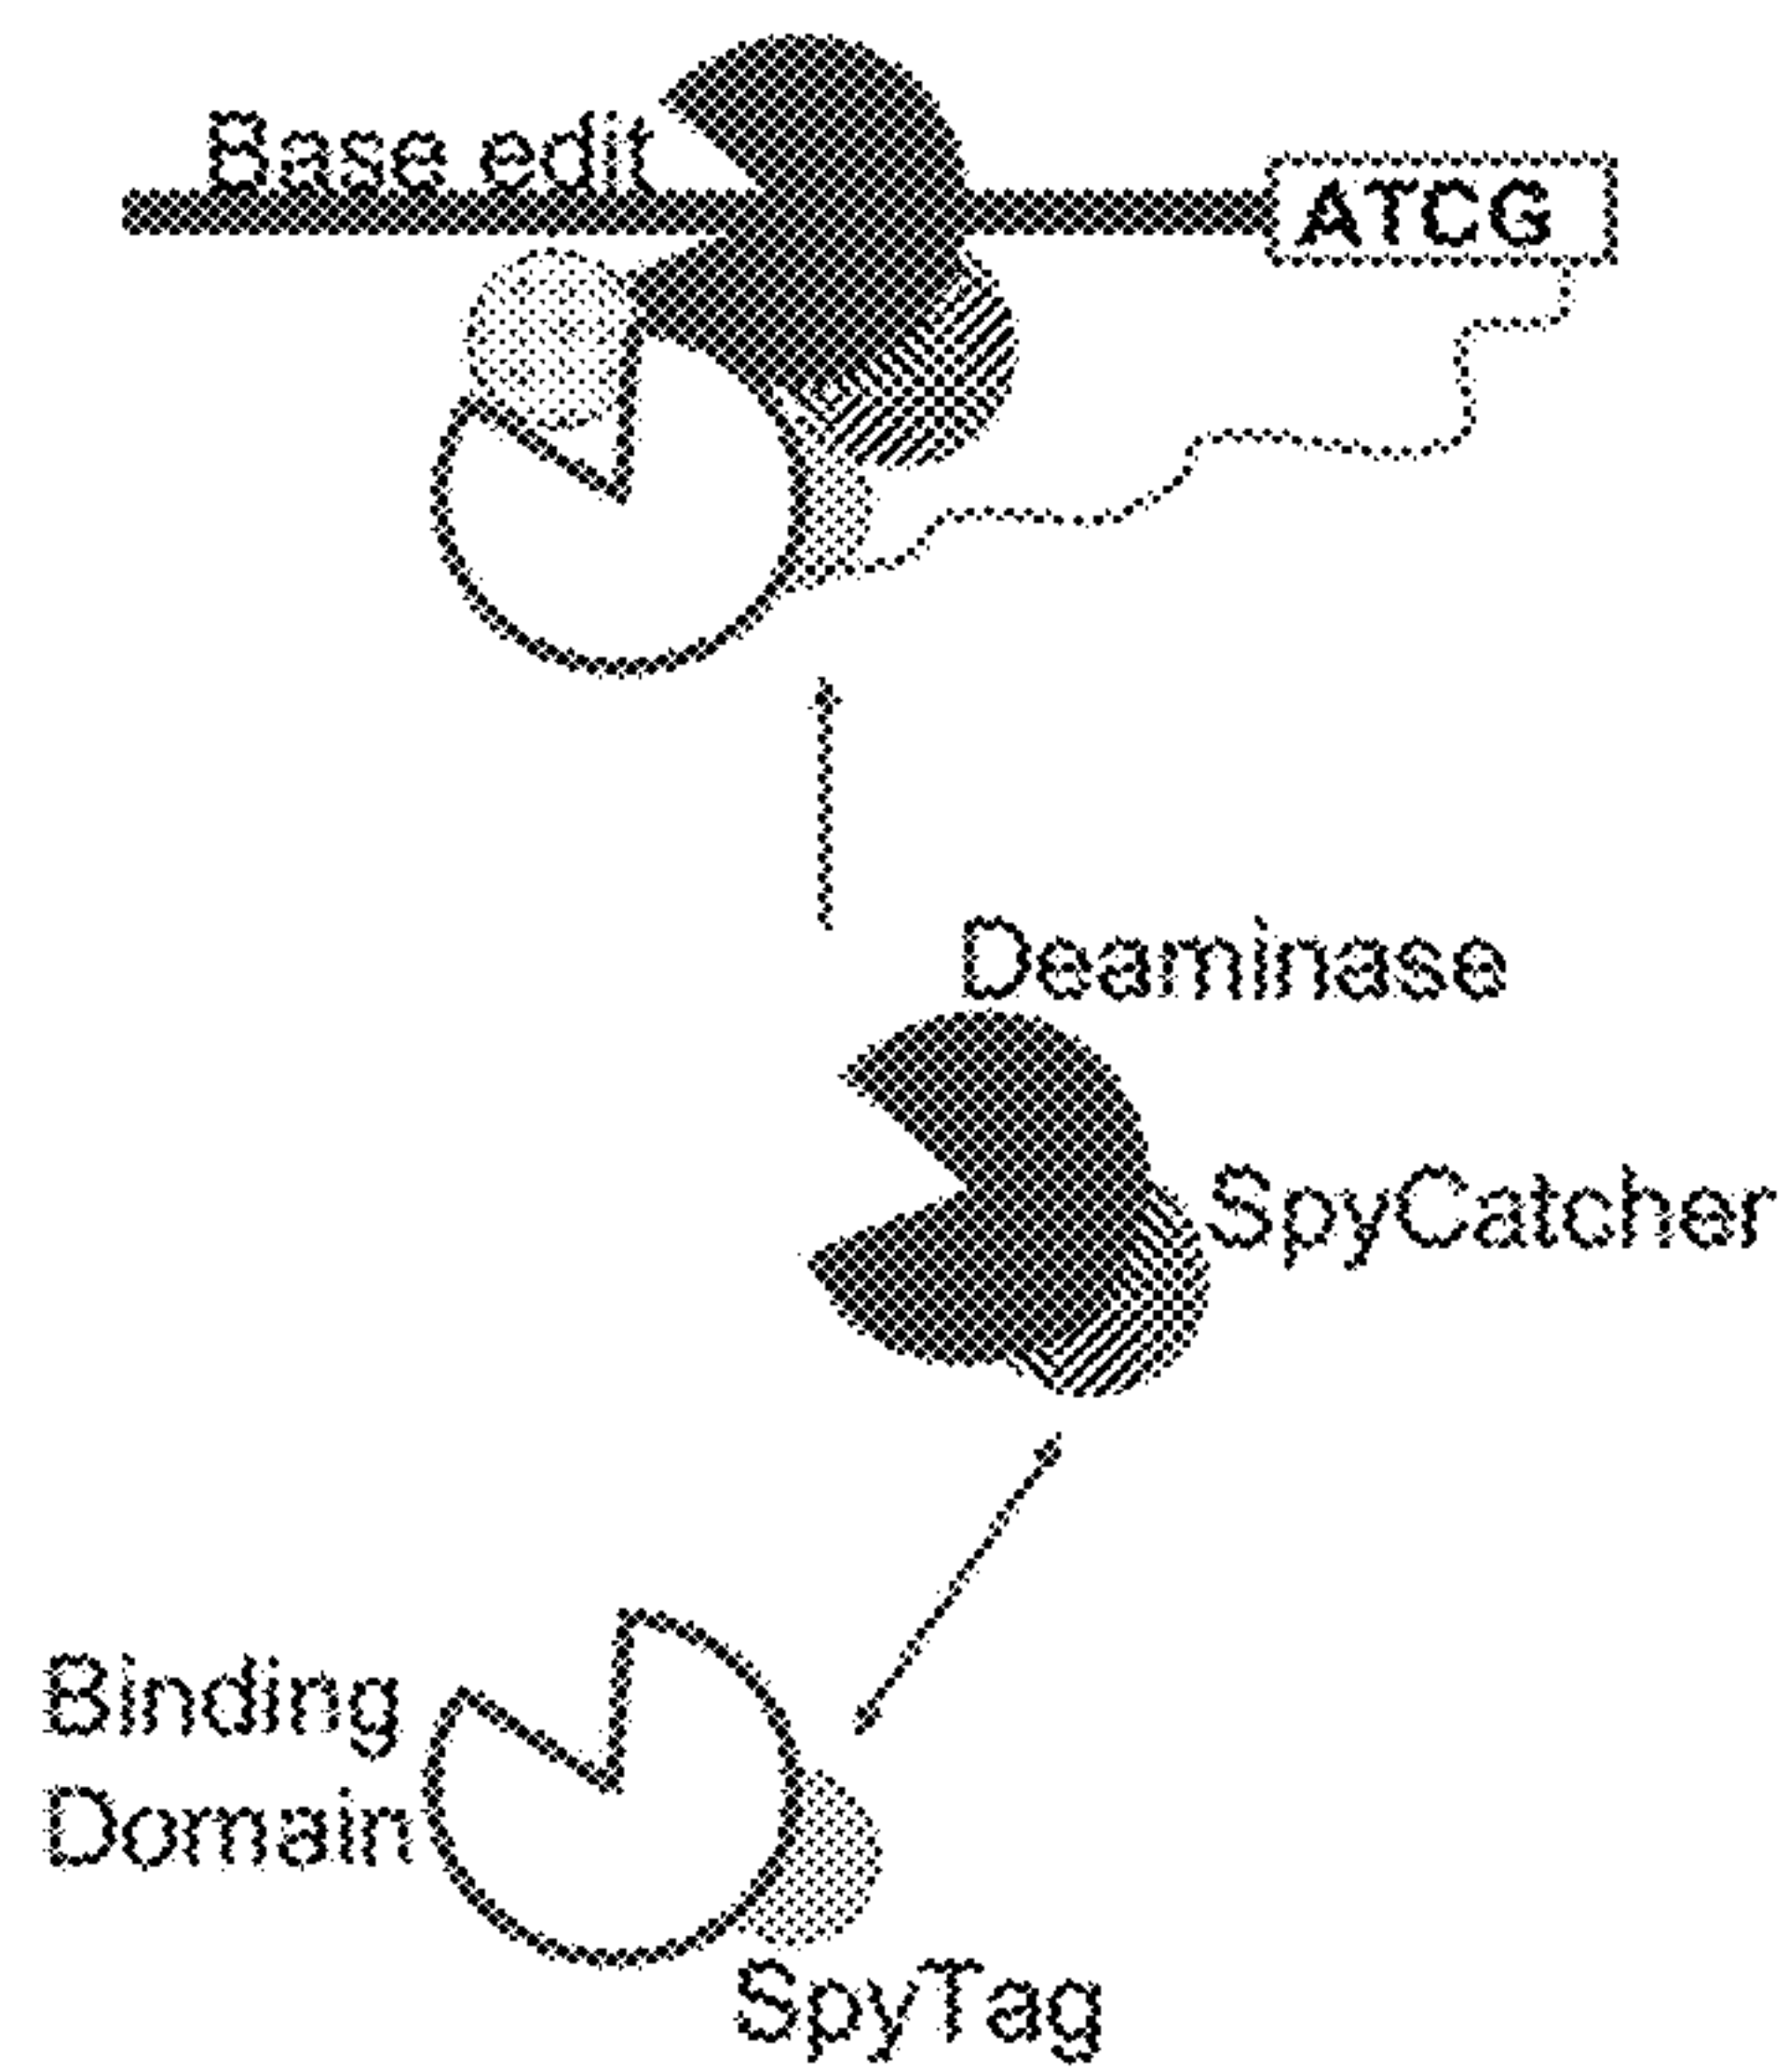 Base edit
ATCG
Deaminase
SpyCatcher
Binding
Domain
SpyTag